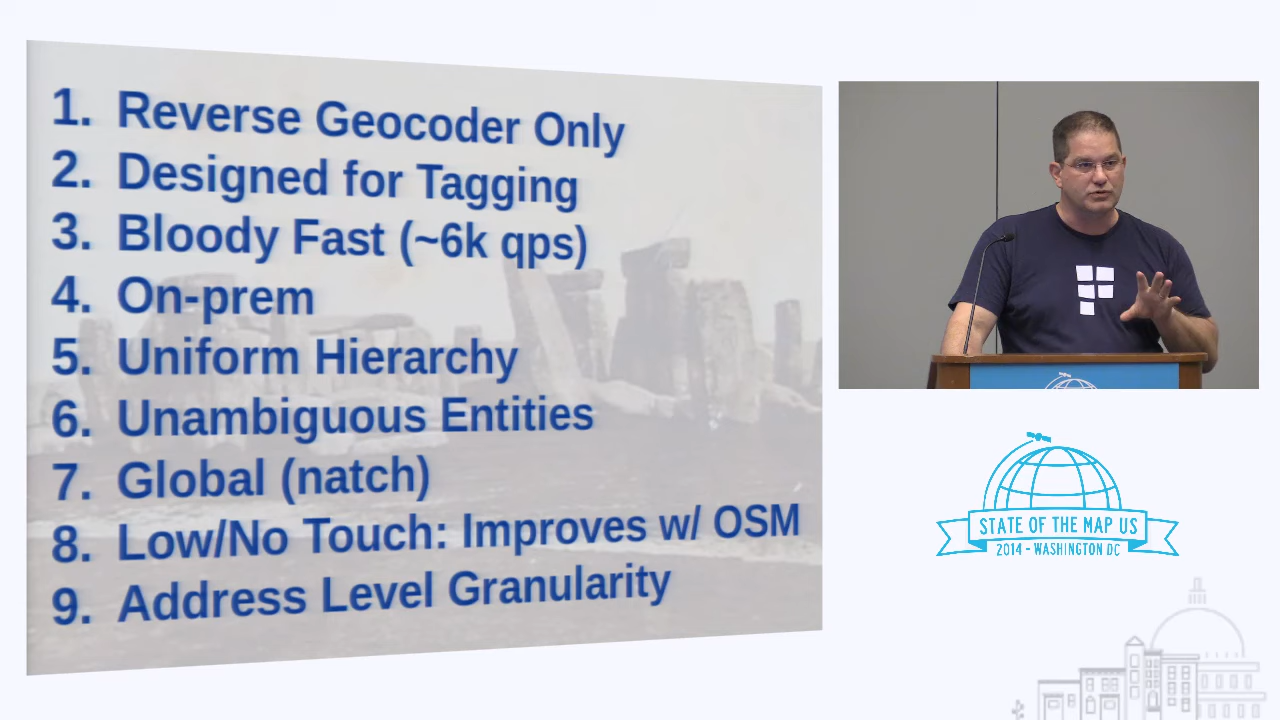 1. Reverse Geocoder Only
2. Designed for Tagging
3. Bloody Fast (~6k qps)
4. On-prem
5. Uniform Hierarchy
6. Unambiguous Entities
7. Global (natch)
8. Low/No Touch: Improves w/ OSM
9. Address Level Granularity
STATE OF THE MAP US
2014 - WASHINGTON DC